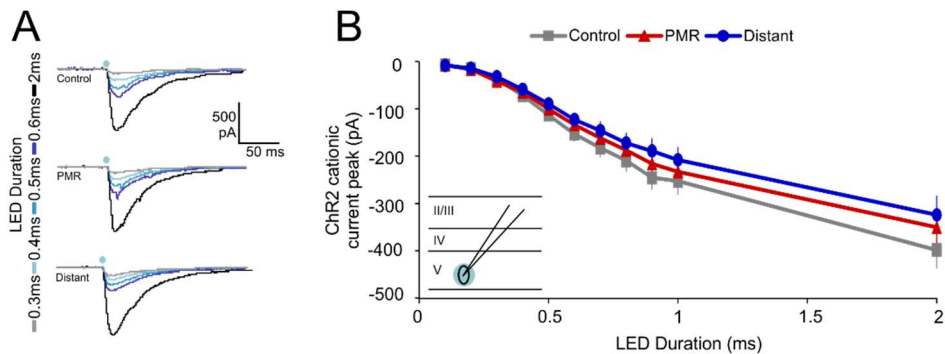 A
B
Control
PMR
Distant
LED Duration
0.3ms 0.4ms 0.5ms 0.6ms 2ms
Control
500
pA
50 ms
PMR
Distant
ChR2 cationic
current peak (pA)
0
-100
-200
-300
-400
-500
II/III
IV
V
0
0.5
1
1.5
2
LED Duration (ms)